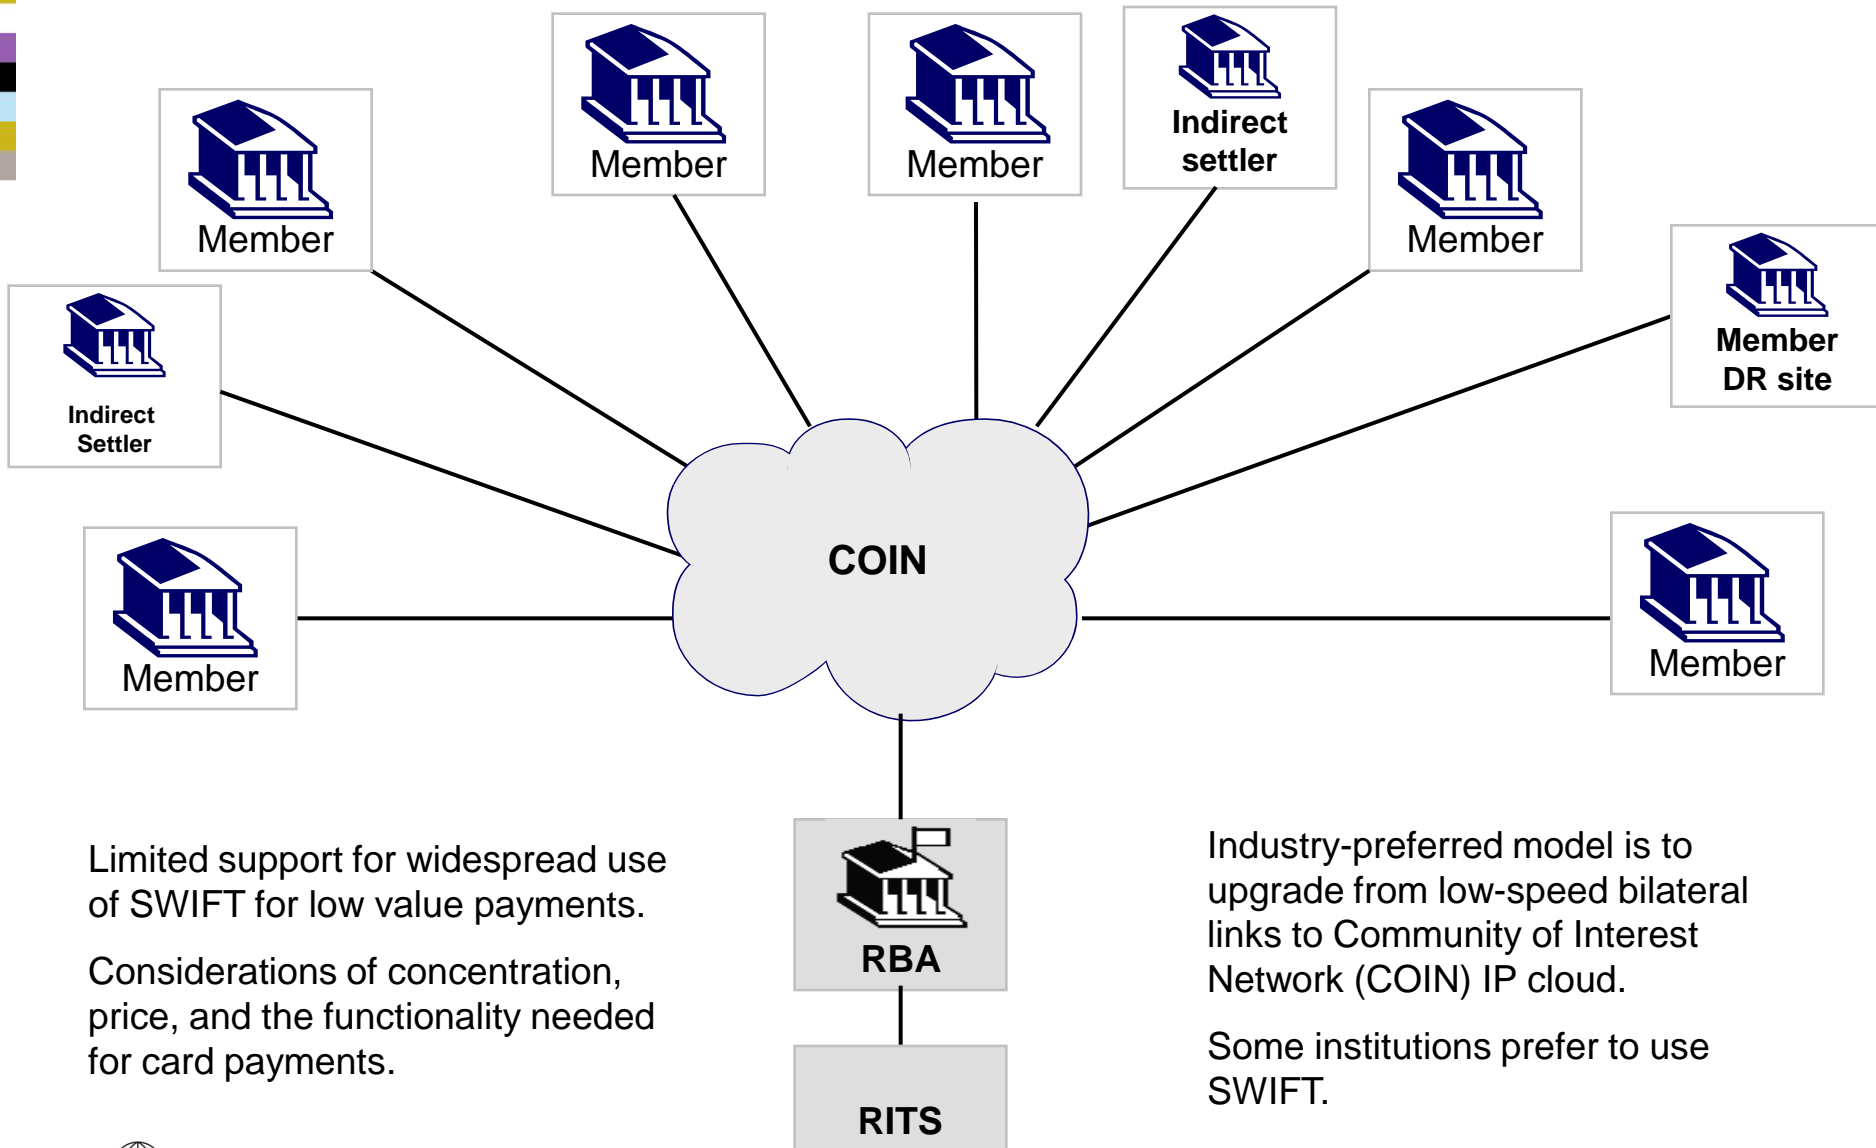 Member
Member
Indirect
settler
Member
Member
Member
DR site
Indirect
Settler
COIN
Member
Member
Limited support for widespread use
of SWIFT for low value payments.
Considerations of concentration,
price, and the functionality needed
for card payments.
RBA
RITS
Industry-preferred model is to
upgrade from low-speed bilateral
links to Community of Interest
Network (COIN) IP cloud.
Some institutions prefer to use
SWIFT.